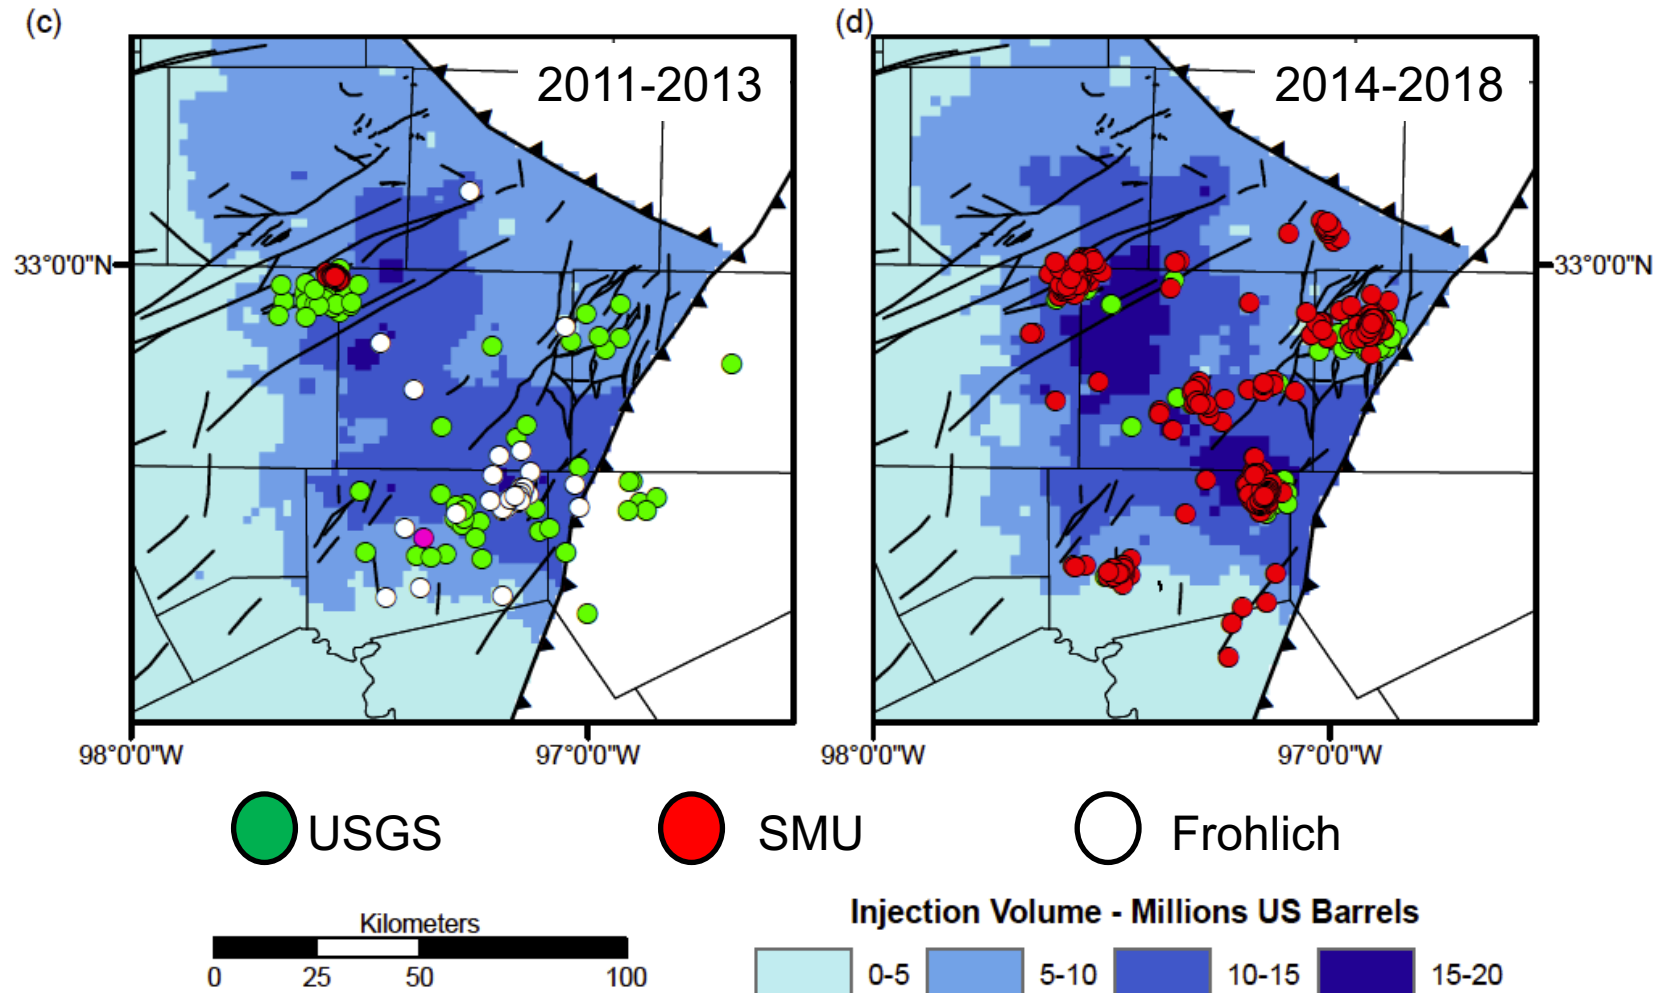 (c)
(d)
2011-2013
2014-2018
33°0'0"N
33°0'0"N
98°0'0"W
97°0'0"W
98°0'0"W
97°0'0"W
USGS
SMU
Frohlich
Kilometers
0 25 50 100
Injection Volume - Millions US Barrels
0-5
5-10
10-15
15-20